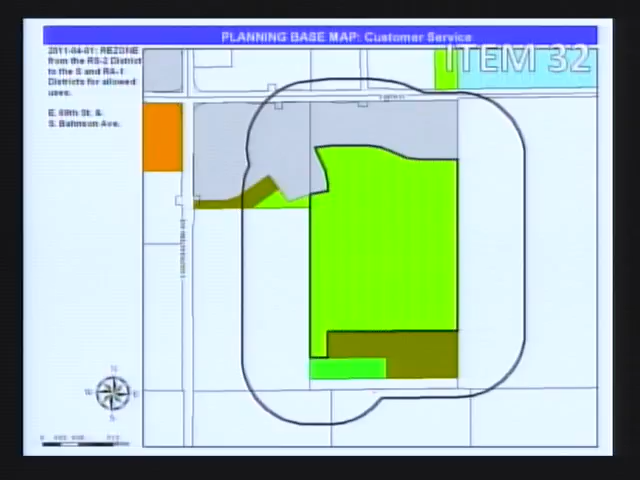 PLANNING BASE MAP: Customer Service
ITEM 32
2011-04-01: REZONE
from the RS-2 District
to the S and RA-1
Districts for allowed
uses.
E. 69th St. &
S. Bahnson Ave.
N
W
S